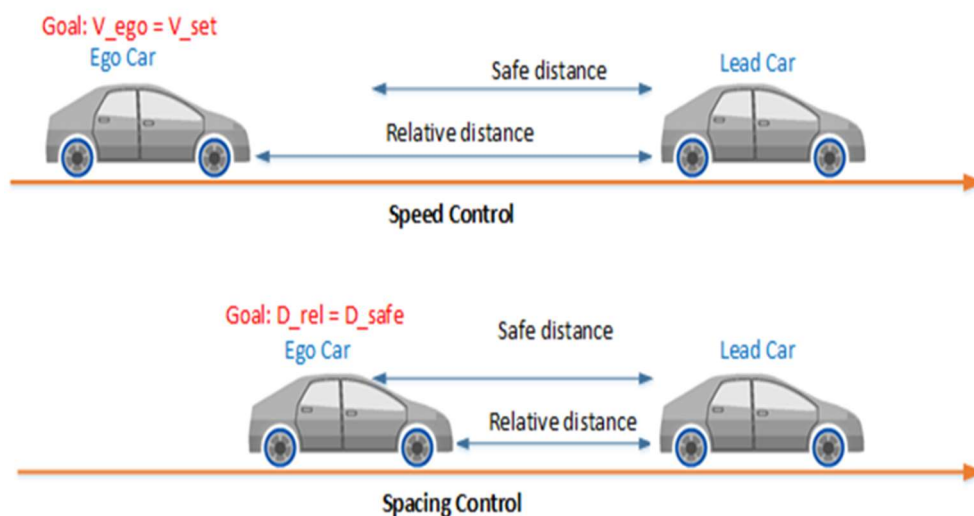 Goal: V_ego = V_set
Ego Car
Safe distance
Lead Car
Relative distance
Speed Control
Goal: D_rel = D_safe
Ego Car
Safe distance
Lead Car
Relative distance
Spacing Control